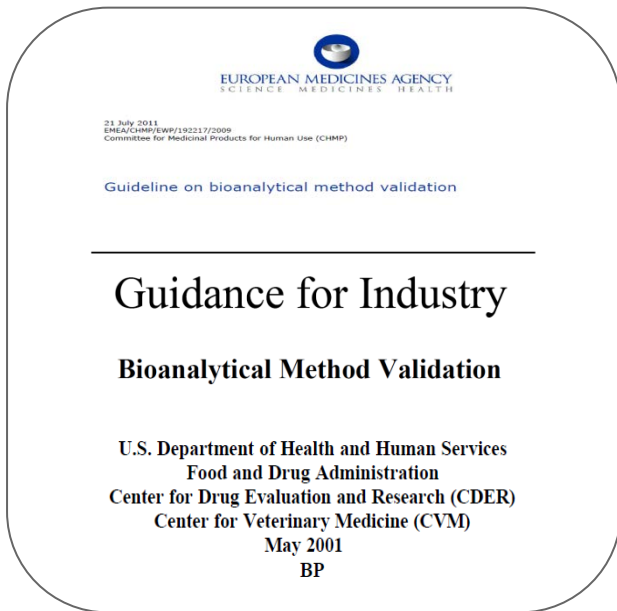 EUROPEAN MEDICINES AGENCY
SCIENCE MEDICINES HEALTH
21 July 2011
EMEA/CHMP/EWP/192217/2009
Committee for Medicinal Products for Human Use (CHMP)
Guideline on bioanalytical method validation
Guidance for Industry
Bioanalytical Method Validation
U.S. Department of Health and Human Services
Food and Drug Administration
Center for Drug Evaluation and Research (CDER)
Center for Veterinary Medicine (CVM)
May 2001
BP